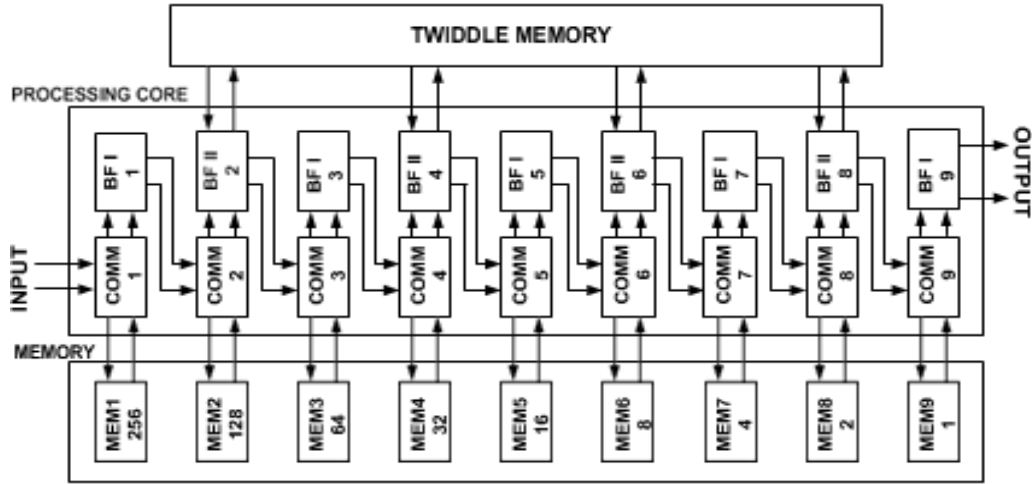 TWIDDLE MEMORY
PROCESSING CORE
BF I
1
BF II
2
BF I
3
BF II
4
BF I
5
BF II
6
BF I
7
BF II
8
BF I
9
OUTPUT
INPUT
COMM
1
COMM
2
COMM
3
COMM
4
COMM
5
COMM
6
COMM
7
COMM
8
COMM
9
MEMORY
MEM1
256
MEM2
128
MEM3
64
MEM4
32
MEM5
16
MEM6
8
MEM7
4
MEM8
2
MEM9
1